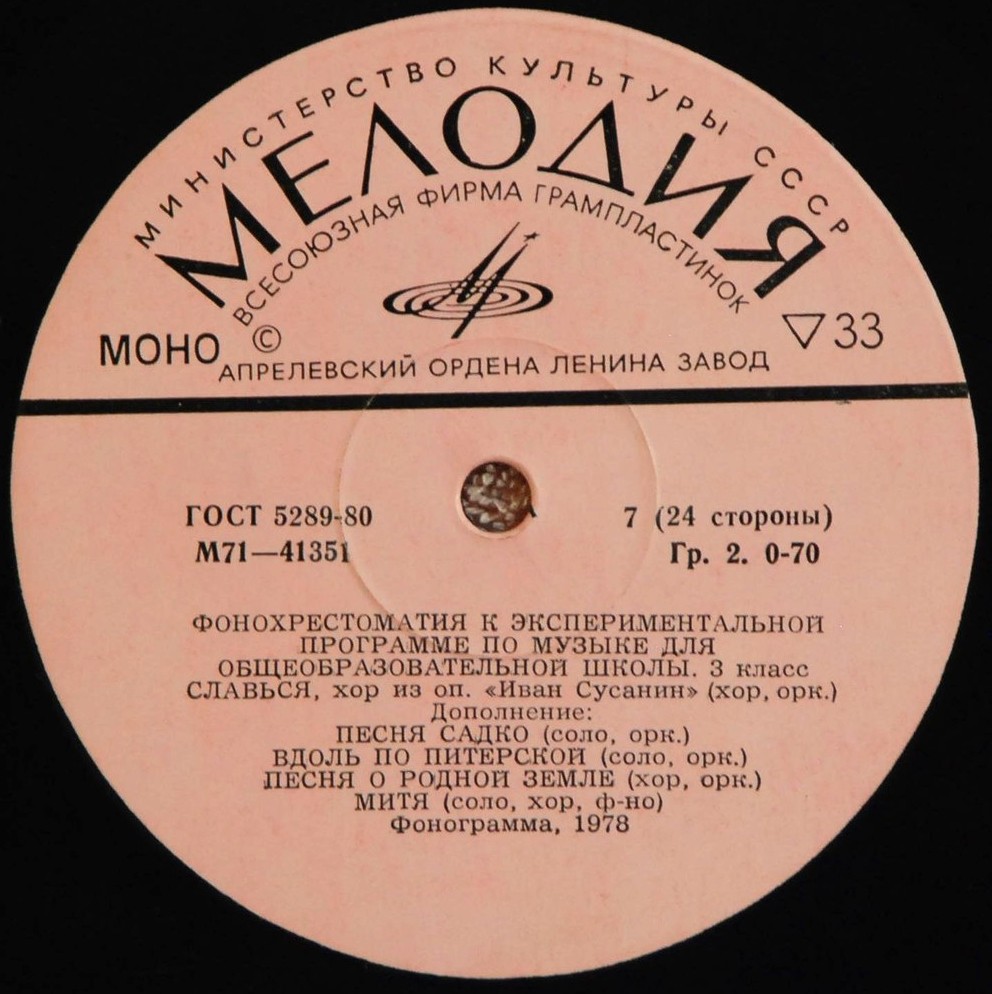 МИНИСТЕРСТВО КУЛЬТУРЫ СССР
МЕЛОДИЯ
ВСЕСОЮЗНАЯ ФИРМА ГРАМПЛАСТИНОК
МОНО © ▽33
АПРЕЛЕВСКИЙ ОРДЕНА ЛЕНИНА ЗАВОД
ГОСТ 5289-80 7 (24 стороны)
М71—41351 Гр. 2. 0-70
ФОНОХРЕСТОМАТИЯ К ЭКСПЕРИМЕНТАЛЬНОЙ
ПРОГРАММЕ ПО МУЗЫКЕ ДЛЯ
ОБЩЕОБРАЗОВАТЕЛЬНОЙ ШКОЛЫ. 3 класс
СЛАВЬСЯ, хор из оп. «Иван Сусанин» (хор, орк.)
Дополнение:
ПЕСНЯ САДКО (соло, орк.)
ВДОЛЬ ПО ПИТЕРСКОЙ (соло, орк.)
ПЕСНЯ О РОДНОЙ ЗЕМЛЕ (хор, орк.)
МИТЯ (соло, хор, ф-но)
Фонограмма, 1978